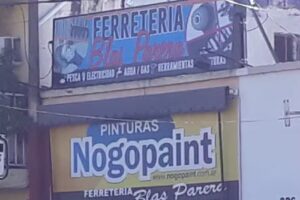 FERRETERIA
Blas Parera
PESCA Y ELECTRICIDAD AGUA / GAS HERRAMIENTAS
PINTURAS
Nogopaint
www.nogopaint.com.ar
FERRETERIA Blas Parera